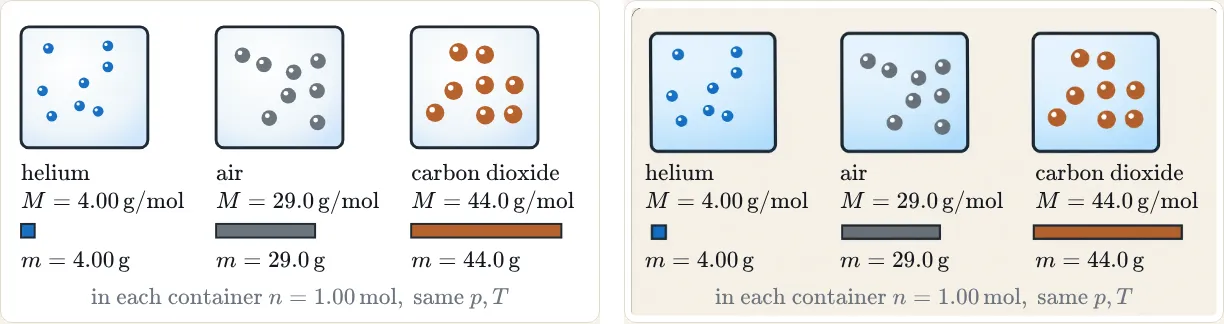 helium
M = 4.00 g/mol
m = 4.00 g
air
M = 29.0 g/mol
m = 29.0 g
carbon dioxide
M = 44.0 g/mol
m = 44.0 g
in each container n = 1.00 mol, same p, T
helium
M = 4.00 g/mol
m = 4.00 g
air
M = 29.0 g/mol
m = 29.0 g
carbon dioxide
M = 44.0 g/mol
m = 44.0 g
in each container n = 1.00 mol, same p, T